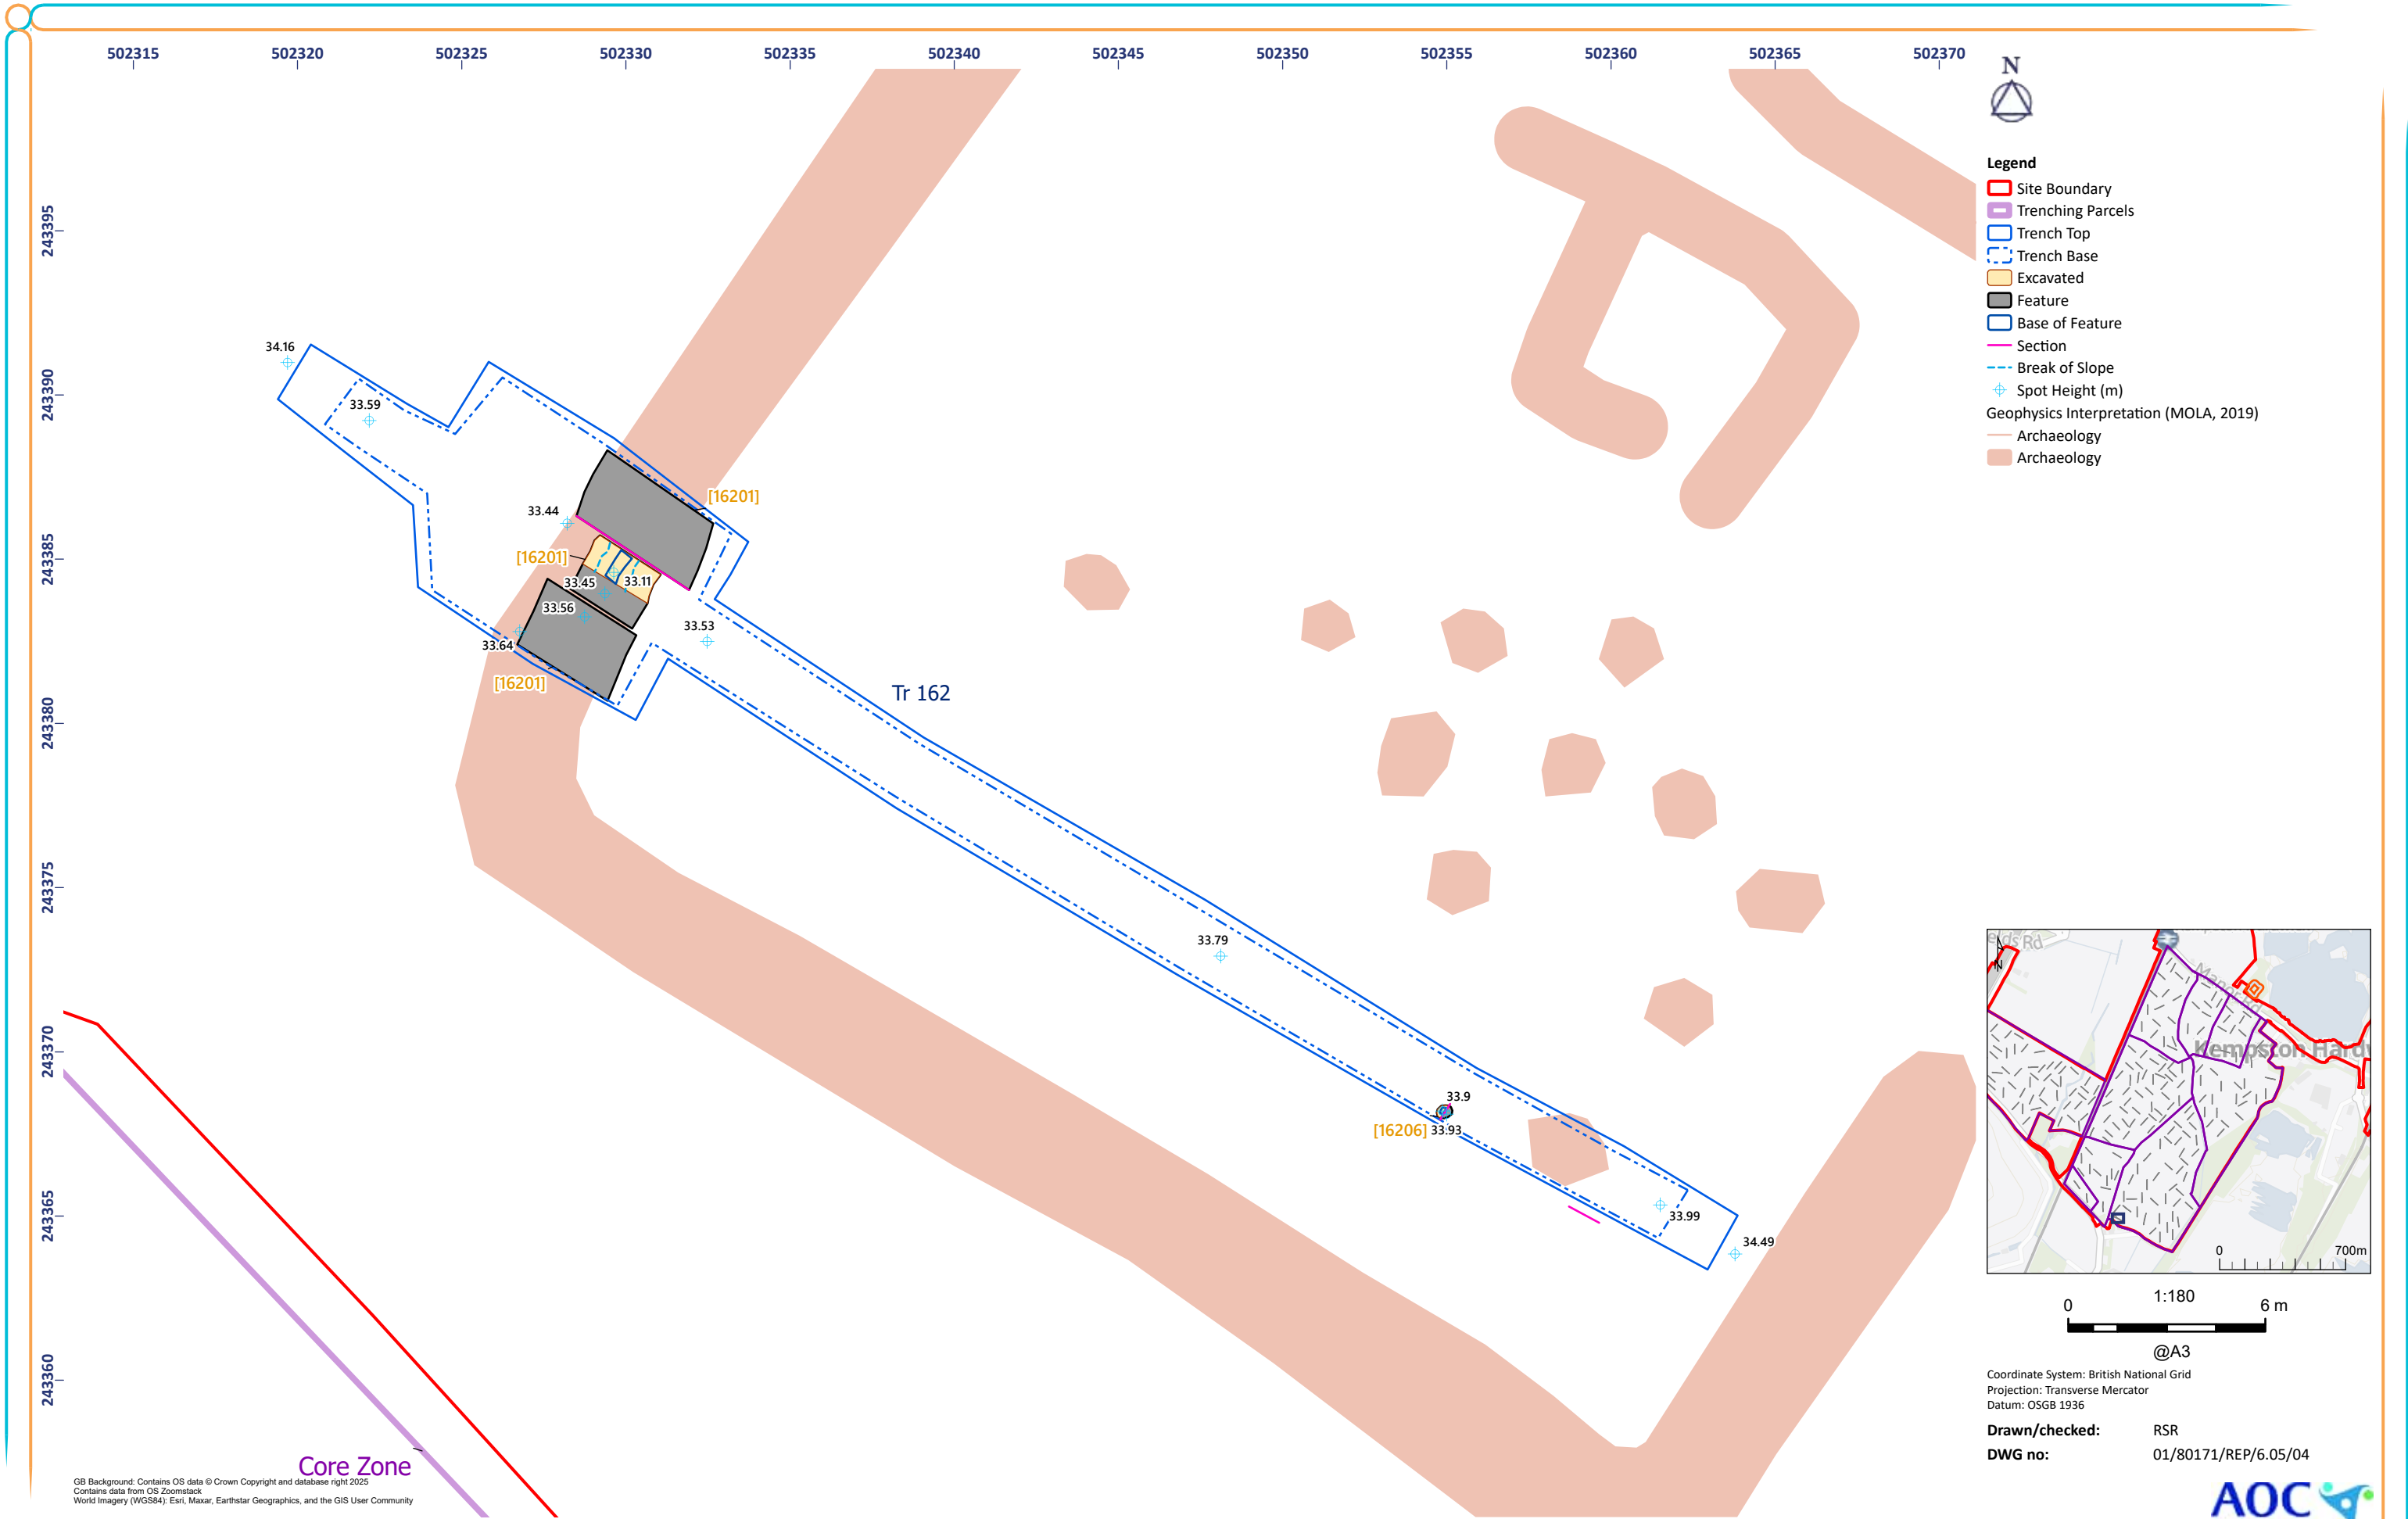 502315 502320 502325 502330 502335 502340 502345 502350 502355 502360 502365 502370
243395
243390
243385
243380
243375
243370
243365
243360
34.16
33.59
33.44
[16201]
[16201]
33.45
33.11
33.56
33.53
33.64
[16201]
Tr 162
33.79
33.9
[16206]
33.93
33.99
34.49
Core Zone
GB Background: Contains OS data © Crown Copyright and database right 2025
Contains data from OS Zoomstack
World Imagery (WGS84): Esri, Maxar, Earthstar Geographics, and the GIS User Community
N
Legend
Site Boundary
Trenching Parcels
Trench Top
Trench Base
Excavated
Feature
Base of Feature
Section
Break of Slope
Spot Height (m)
Geophysics Interpretation (MOLA, 2019)
Archaeology
Archaeology
Rd
N
Kempston
0 700m
1:180
0 6 m
@A3
Coordinate System: British National Grid
Projection: Transverse Mercator
Datum: OSGB 1936
Drawn/checked: RSR
DWG no: 01/80171/REP/6.05/04
AOC